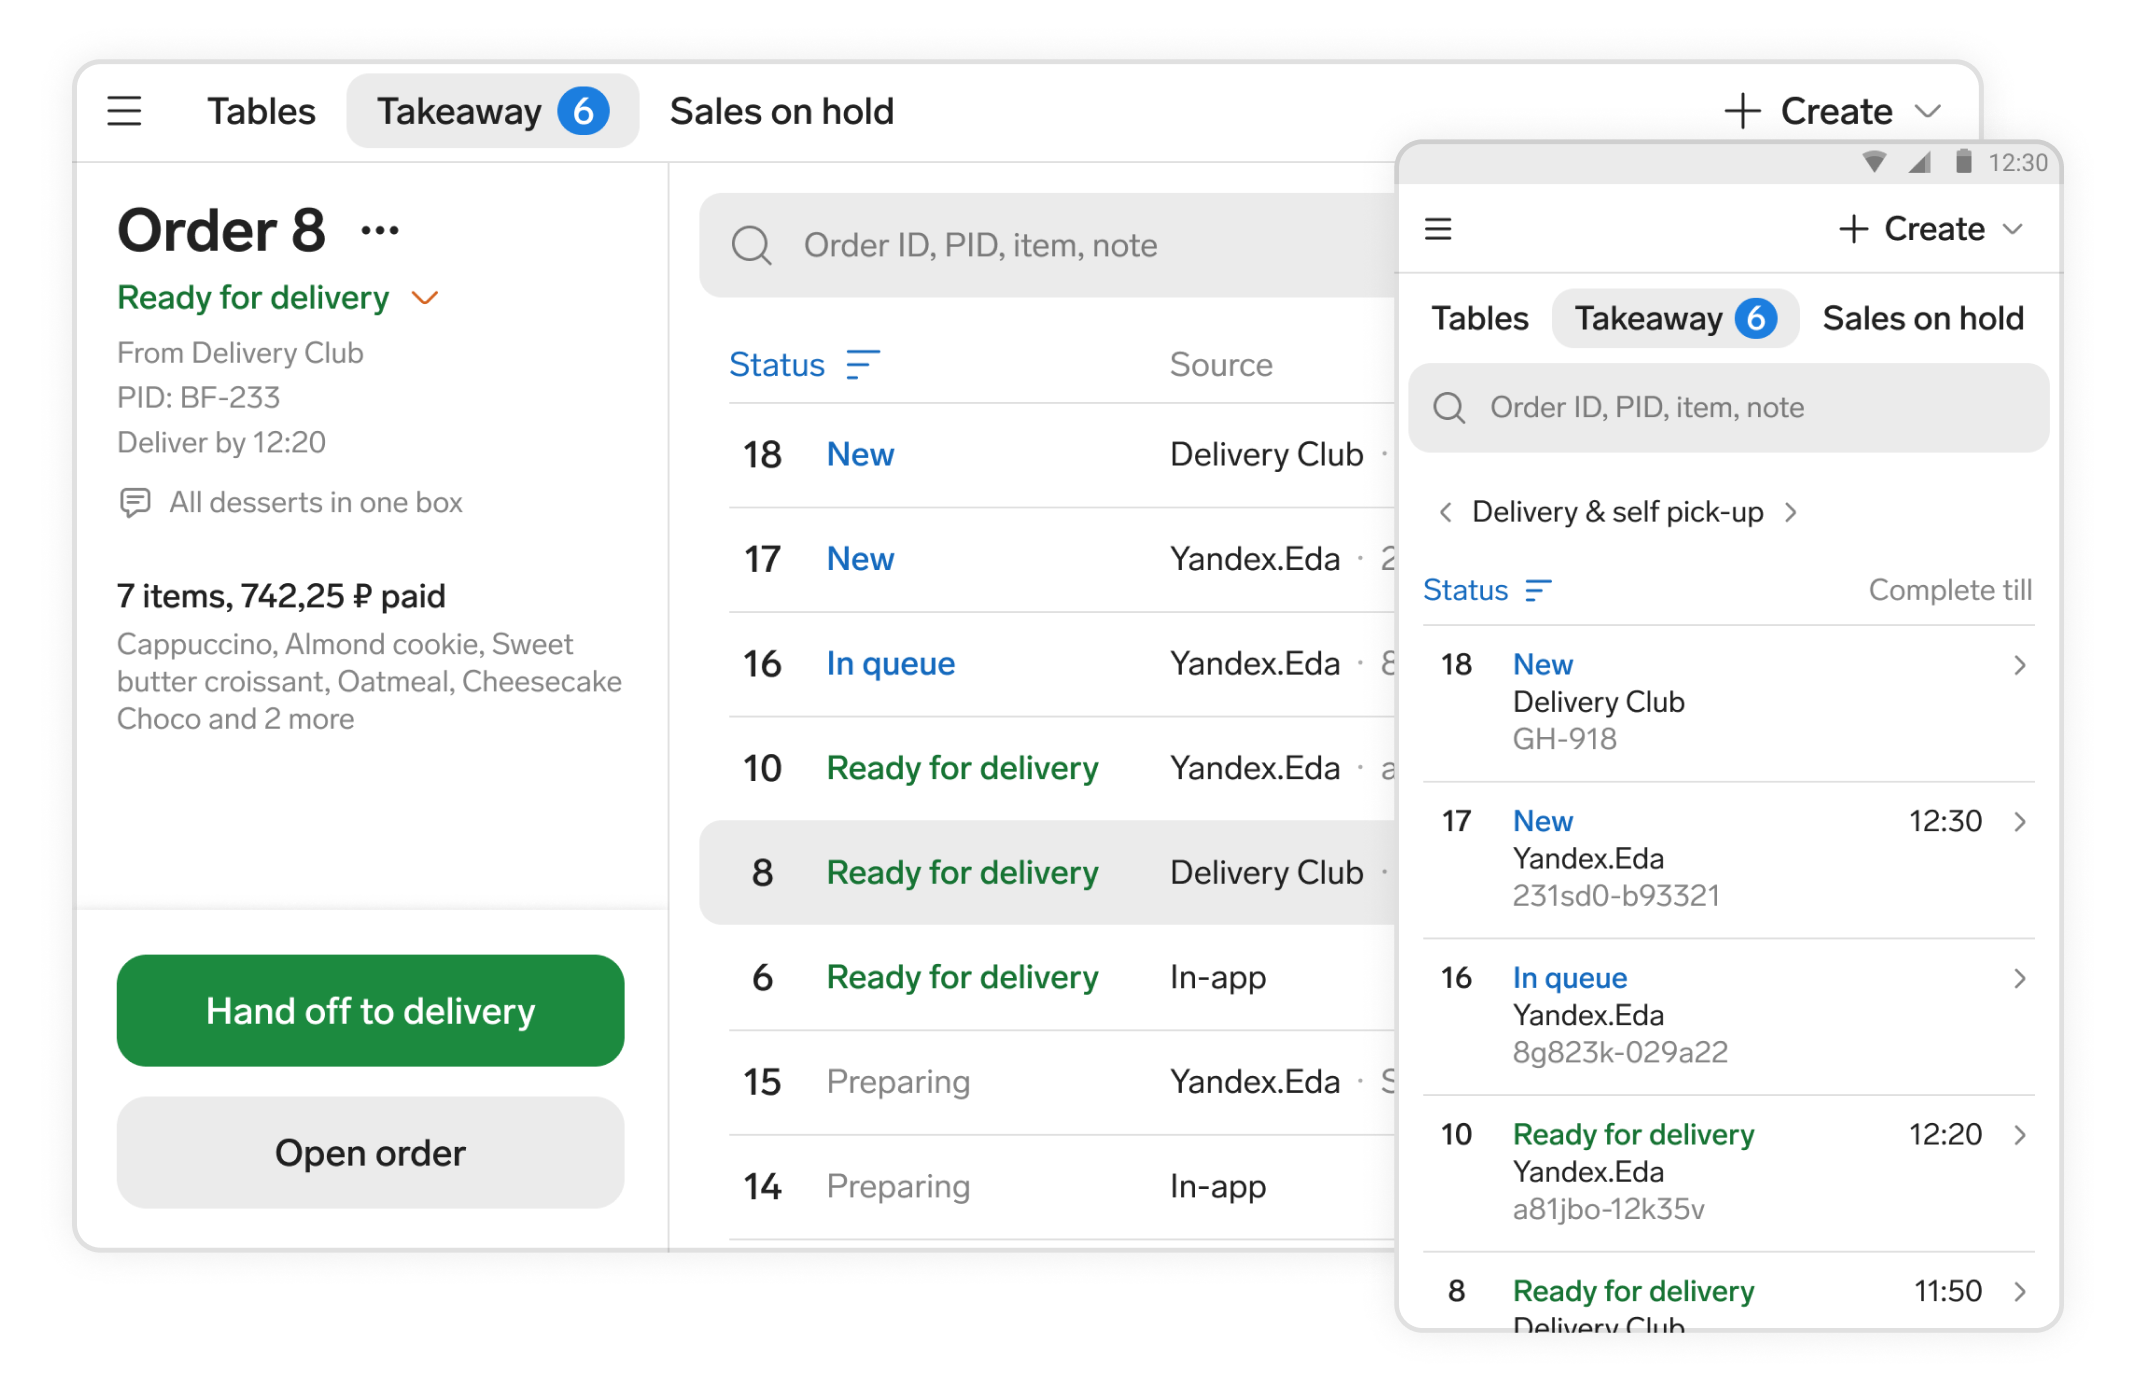 Tables Takeaway 6 Sales on hold + Create
Order 8 ...
Ready for delivery
From Delivery Club
PID: BF-233
Deliver by 12:20
All desserts in one box
7 items, 742,25 ₽ paid
Cappuccino, Almond cookie, Sweet
butter croissant, Oatmeal, Cheesecake
Choco and 2 more
Hand off to delivery
Open order
Order ID, PID, item, note
Status Source
18 New Delivery Club ·
17 New Yandex.Eda · 2
16 In queue Yandex.Eda · 8
10 Ready for delivery Yandex.Eda · a
8 Ready for delivery Delivery Club ·
6 Ready for delivery In-app
15 Preparing Yandex.Eda ·
14 Preparing In-app
12:30
+ Create
Tables Takeaway 6 Sales on hold
Order ID, PID, item, note
Delivery & self pick-up
Status Complete till
18 New
Delivery Club
GH-918
17 New 12:30
Yandex.Eda
231sd0-b93321
16 In queue
Yandex.Eda
8g823k-029a22
10 Ready for delivery 12:20
Yandex.Eda
a81jbo-12k35v
8 Ready for delivery 11:50
Delivery Club